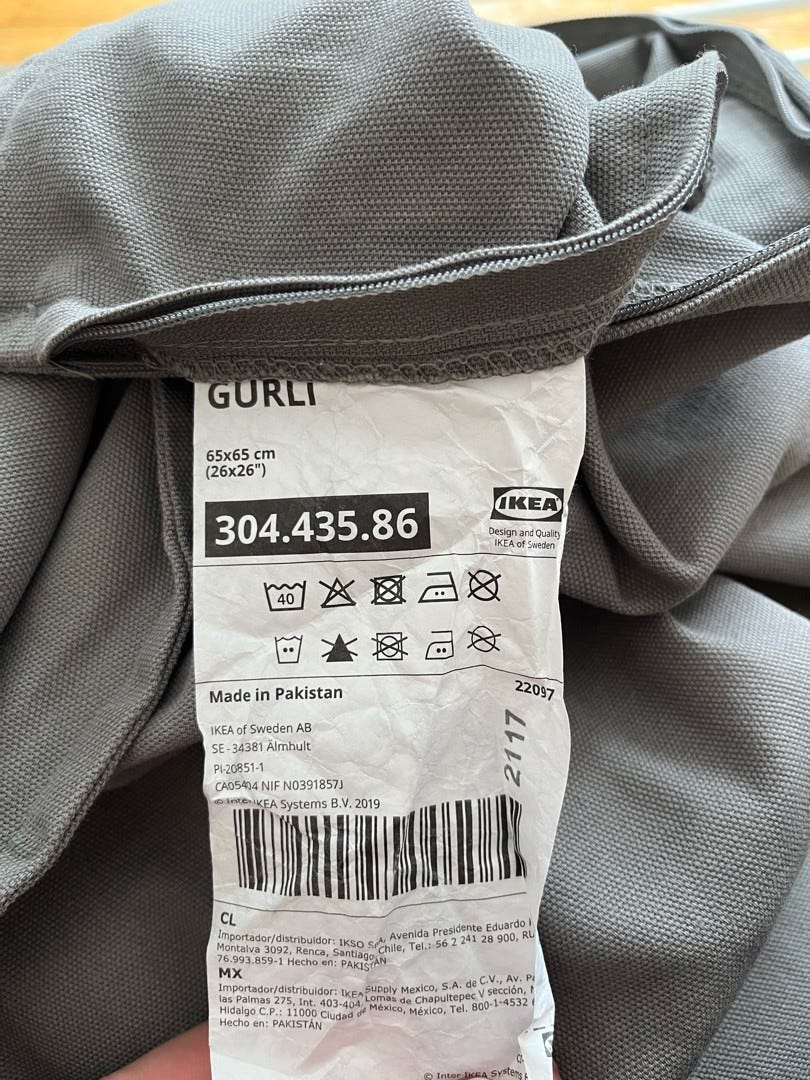 GURLI
65x65 cm
(26x26")
304.435.86
IKEA
Design and Quality
IKEA of Sweden
40
Made in Pakistan
22097
IKEA of Sweden AB
SE - 34381 Älmhult
PI-20851-1
CA05404 NIF N0391857J
2117
© Inter IKEA Systems B.V. 2019
CL
Importador/distribuidor: IKSO S.A, Avenida Presidente Eduardo
Montalva 3092, Renca, Santiago, Chile, Tel.: 56 2 241 28 900, RU
76.993.859-1 Hecho en: PAKISTÁN
MX
Importador/distribuidor: IKEA Supply Mexico, S.A. de C.V., Av.
las Palmas 275, Int. 403-404, Lomas de Chapultepec V sección,
Hidalgo C.P.: 11000 Ciudad de México, México, Tel. 800-1-4532
Hecho en: PAKISTÁN
© Inter IKEA Systems